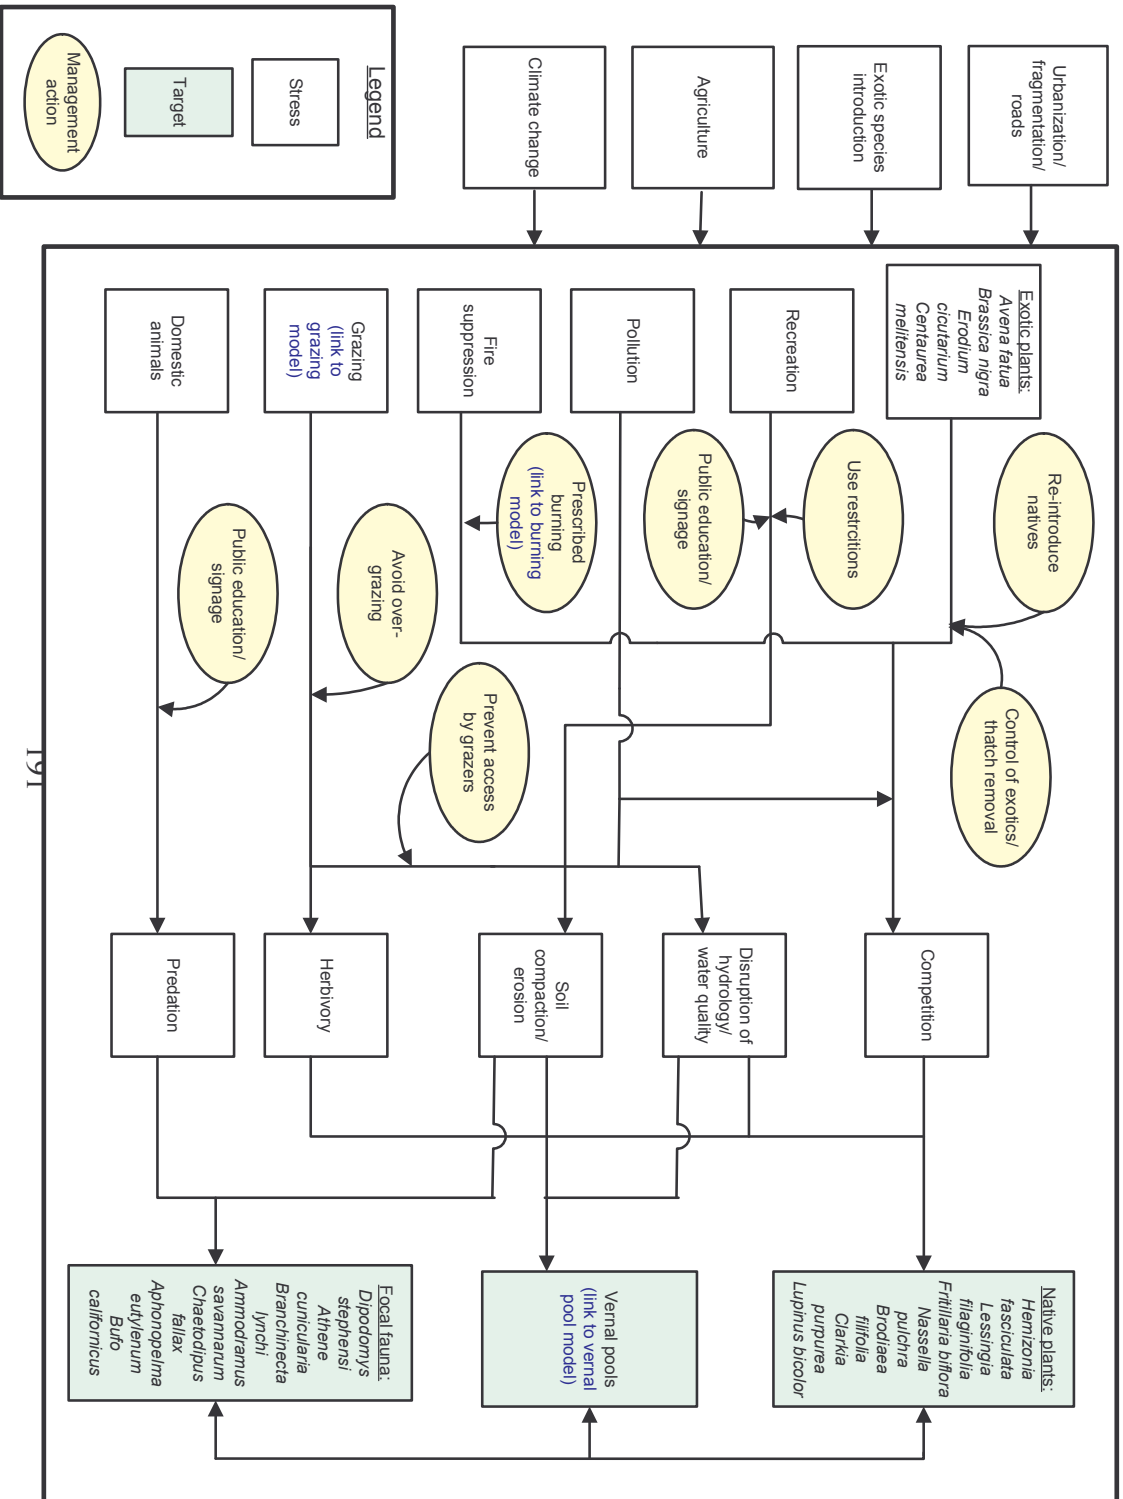 Legend
Stress
Target
Management
action
Urbanization/
fragmentation/
roads
Exotic species
introduction
Agriculture
Climate change
Exotic plants:
Avena fatua
Brassica nigra
Erodium
cicutarium
Centaurea
melitensis
Recreation
Pollution
Fire
suppression
Grazing
(link to
grazing
model)
Domestic
animals
Re-introduce
natives
Use restrcitions
Public education/
signage
Prescribed
burning
(link to burning
model)
Avoid over-
grazing
Public education/
signage
Control of exotics/
thatch removal
Prevent access
by grazers
Competition
Disruption of
hydrology/
water quality
Soil
compaction/
erosion
Herbivory
Predation
Native plants:
Hemizonia
fasciculata
Lessingia
filaginifolia
Fritillaria biflora
Nassella
pulchra
Brodiaea
filifolia
Clarkia
purpurea
Lupinus bicolor
Vernal pools
(link to vernal
pool model)
Focal fauna:
Dipodomys
stephensi
Athene
cunicularia
Branchinecta
lynchi
Ammodramus
savannarum
Chaetodipus
fallax
Aphonopelma
eutylenum
Bufo
californicus
191